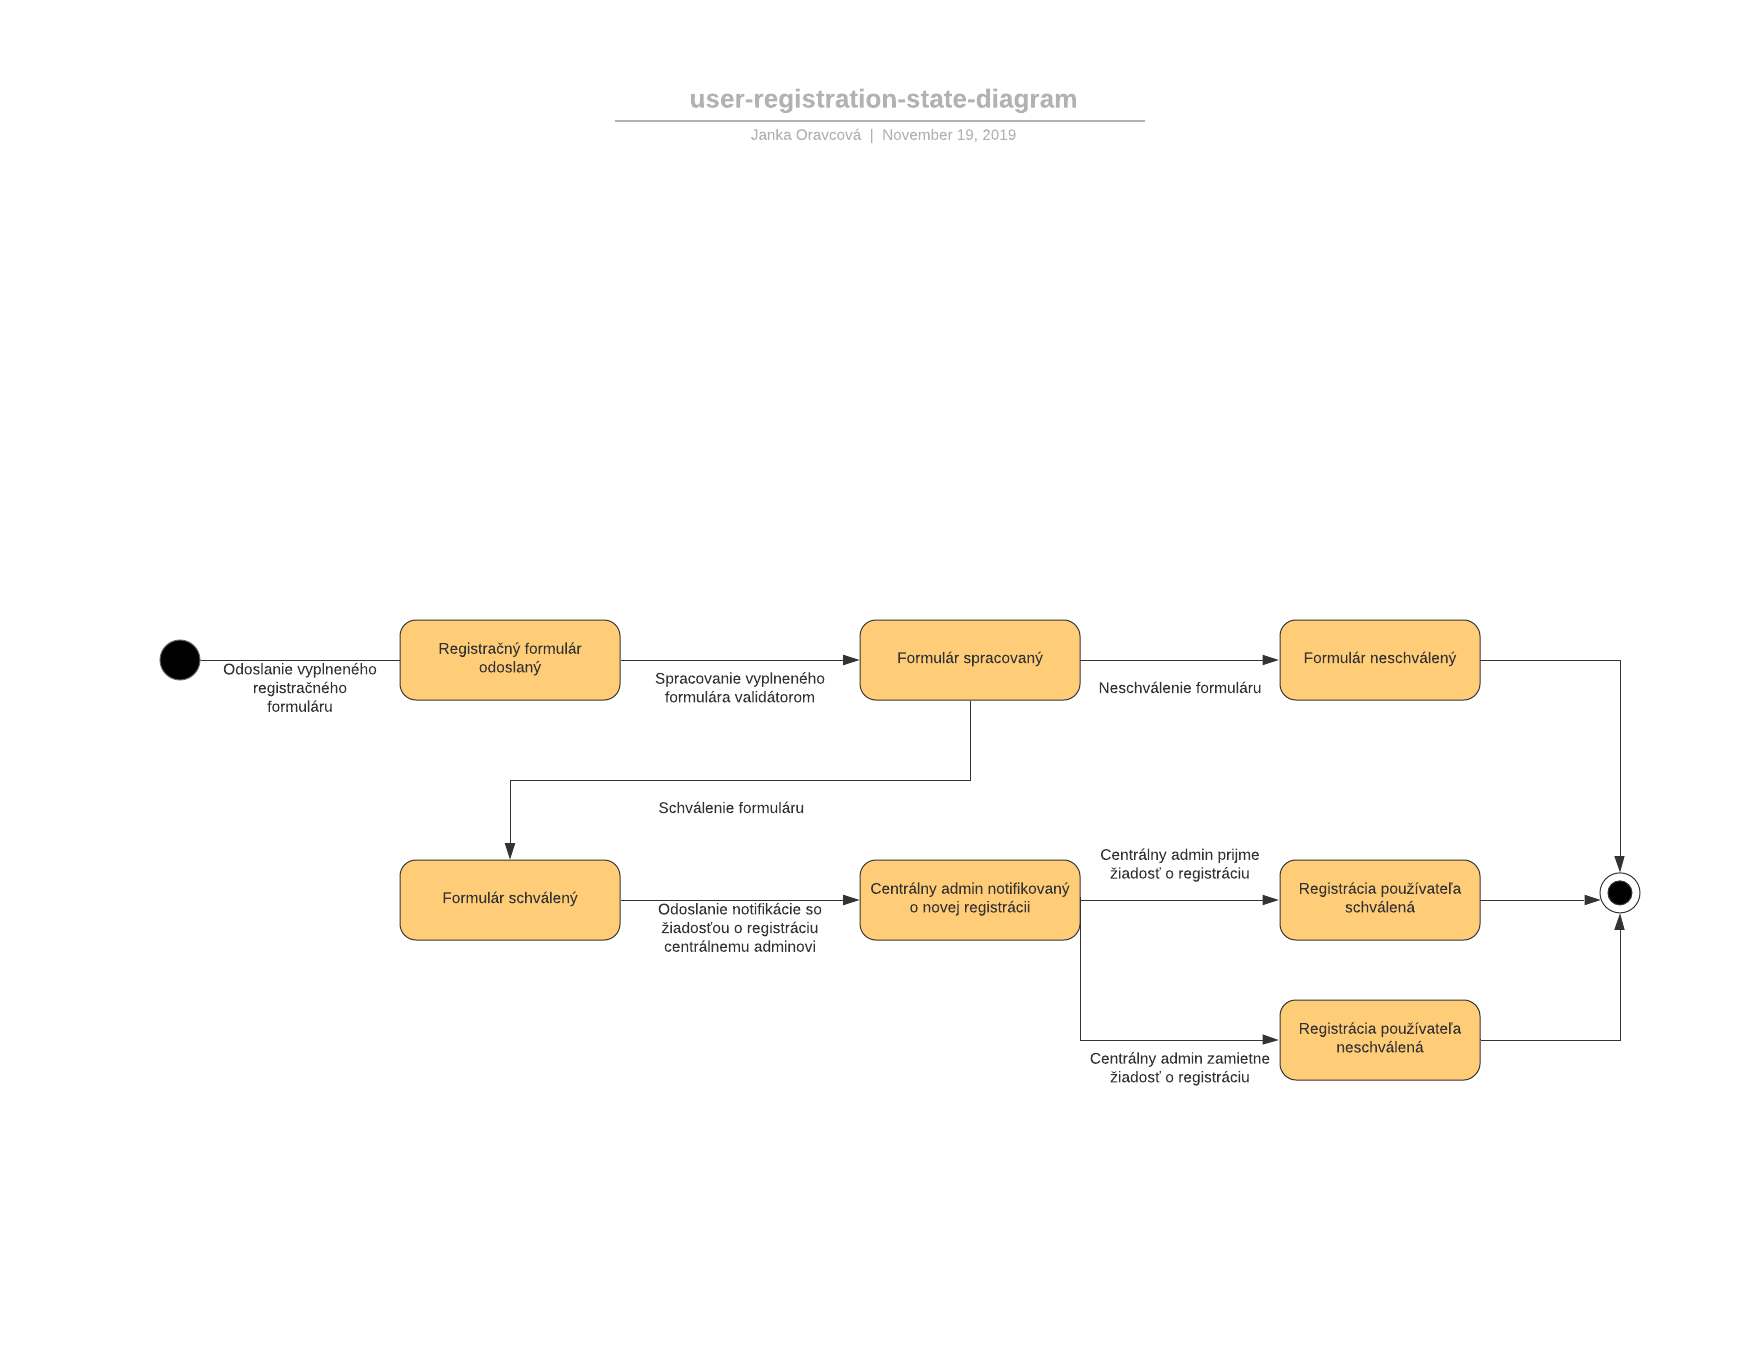 user-registration-state-diagram
Janka Oravcová | November 19, 2019
Odoslanie vyplneného
registračného
formuláru
Registračný formulár
odoslaný
Spracovanie vyplneného
formulára validátorom
Formulár spracovaný
Neschválenie formuláru
Formulár neschválený
Schválenie formuláru
Formulár schválený
Odoslanie notifikácie so
žiadosťou o registráciu
centrálnemu adminovi
Centrálny admin notifikovaný
o novej registrácii
Centrálny admin prijme
žiadosť o registráciu
Registrácia používateľa
schválená
Centrálny admin zamietne
žiadosť o registráciu
Registrácia používateľa
neschválená